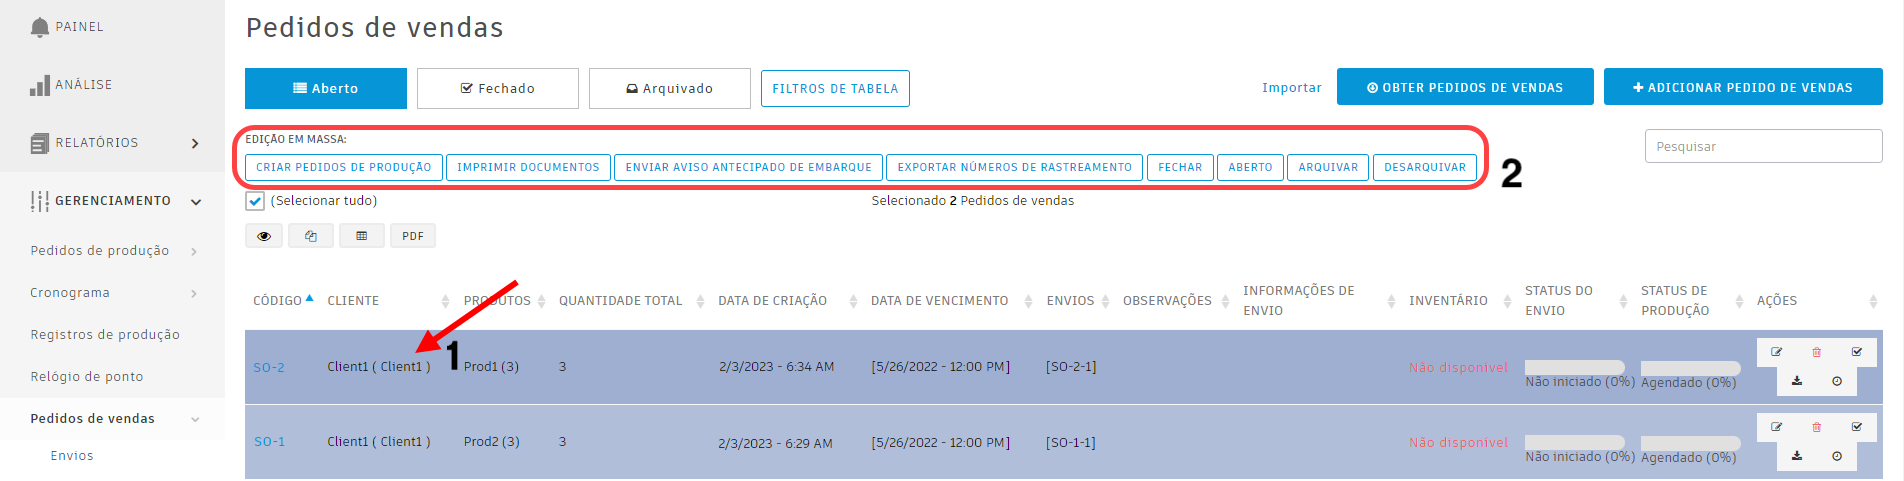 PAINEL
ANÁLISE
RELATÓRIOS
GERENCIAMENTO
Pedidos de produção
Cronograma
Registros de produção
Relógio de ponto
Pedidos de vendas
Envios
Pedidos de vendas
Aberto Fechado Arquivado FILTROS DE TABELA Importar OBTER PEDIDOS DE VENDAS ADICIONAR PEDIDO DE VENDAS
EDIÇÃO EM MASSA:
Pesquisar
CRIAR PEDIDOS DE PRODUÇÃO IMPRIMIR DOCUMENTOS ENVIAR AVISO ANTECIPADO DE EMBARQUE EXPORTAR NÚMEROS DE RASTREAMENTO FECHAR ABERTO ARQUIVAR DESARQUIVAR 2
(Selecionar tudo) Selecionado 2 Pedidos de vendas
PDF
CÓDIGO CLIENTE PRODUTOS QUANTIDADE TOTAL DATA DE CRIAÇÃO DATA DE VENCIMENTO ENVIOS OBSERVAÇÕES INFORMAÇÕES DE ENVIO INVENTÁRIO STATUS DO ENVIO STATUS DE PRODUÇÃO AÇÕES
1
SO-2 Client1 ( Client1 ) Prod1 (3) 3 2/3/2023 - 6:34 AM [5/26/2022 - 12:00 PM] [SO-2-1] Não disponível Não iniciado (0%) Agendado (0%)
SO-1 Client1 ( Client1 ) Prod2 (3) 3 2/3/2023 - 6:29 AM [5/26/2022 - 12:00 PM] [SO-1-1] Não disponível Não iniciado (0%) Agendado (0%)